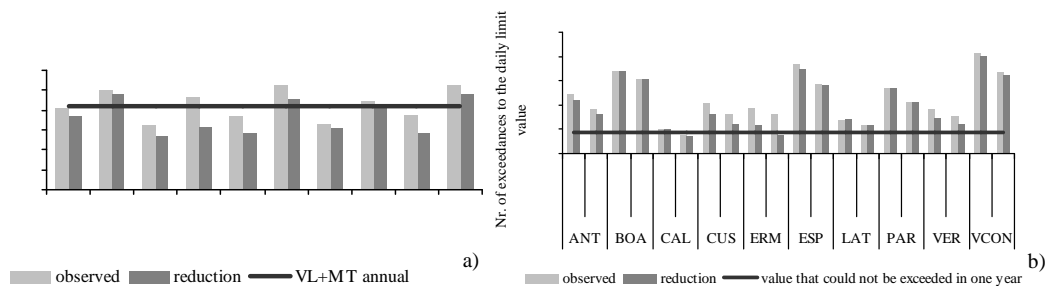 Nr. of exceedances to the daily limit
value
ANT BOA CAL CUS ERM ESP LAT PAR VER VCON
a)
observed reduction VL+MT annual
b)
observed reduction value that could not be exceeded in one year